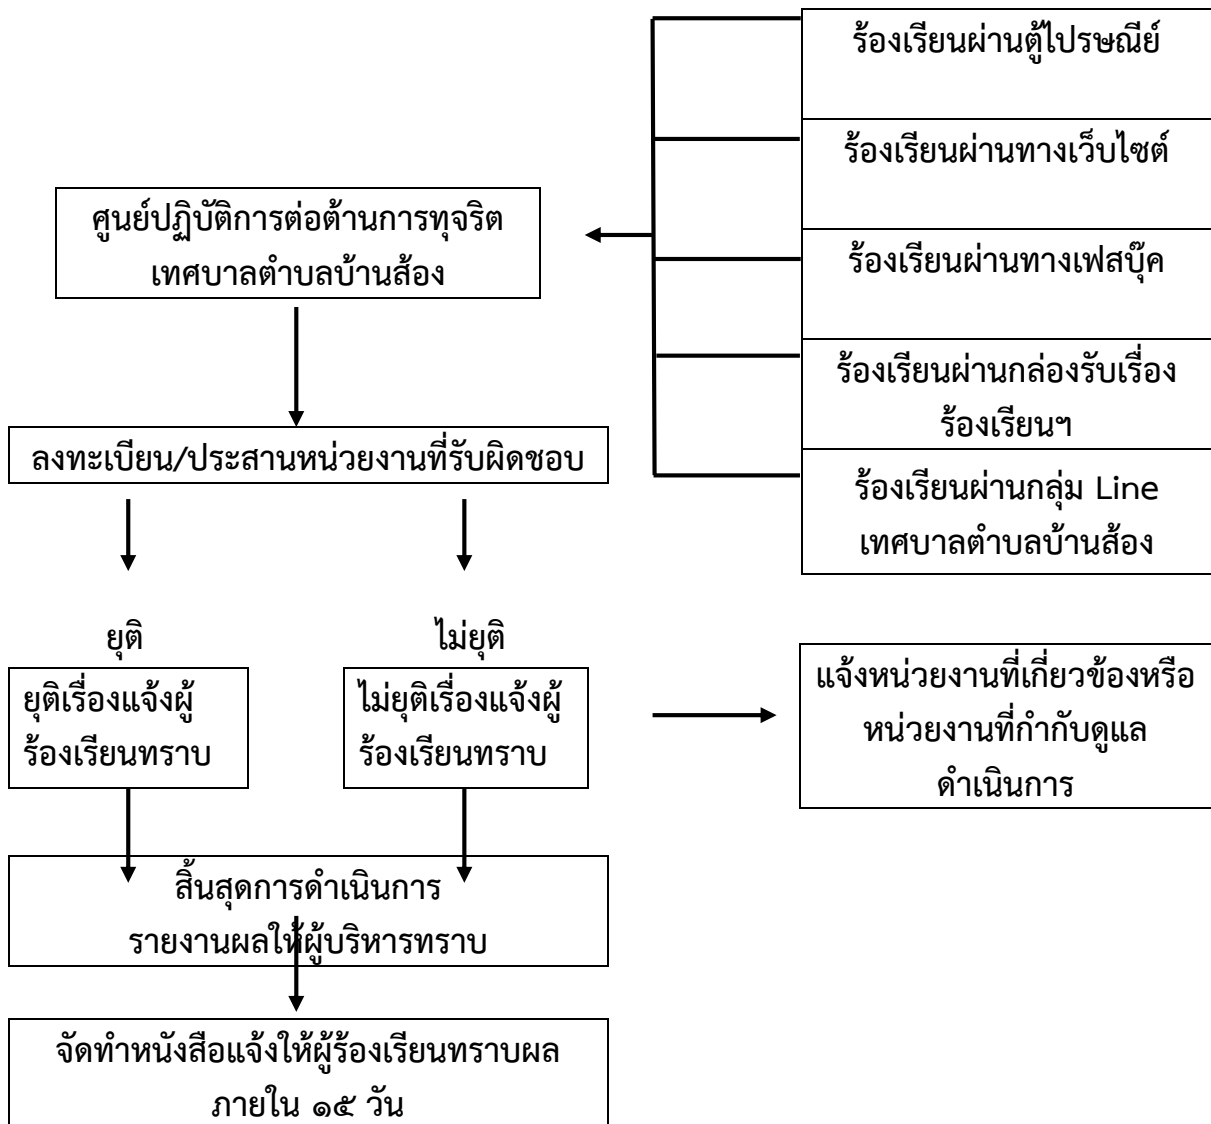 ร้องเรียนผ่านตู้ไปรษณีย์
ร้องเรียนผ่านทางเว็บไซต์
ร้องเรียนผ่านทางเฟสบุ๊ค
ร้องเรียนผ่านกล่องรับเรื่อง
ร้องเรียนฯ
ร้องเรียนผ่านกลุ่ม Line
เทศบาลตำบลบ้านส้อง
ศูนย์ปฏิบัติการต่อต้านการทุจริต
เทศบาลตำบลบ้านส้อง
ลงทะเบียน/ประสานหน่วยงานที่รับผิดชอบ
ยุติ
ไม่ยุติ
ยุติเรื่องแจ้งผู้
ร้องเรียนทราบ
ไม่ยุติเรื่องแจ้งผู้
ร้องเรียนทราบ
แจ้งหน่วยงานที่เกี่ยวข้องหรือ
หน่วยงานที่กำกับดูแล
ดำเนินการ
สิ้นสุดการดำเนินการ
รายงานผลให้ผู้บริหารทราบ
จัดทำหนังสือแจ้งให้ผู้ร้องเรียนทราบผล
ภายใน ๑๕ วัน